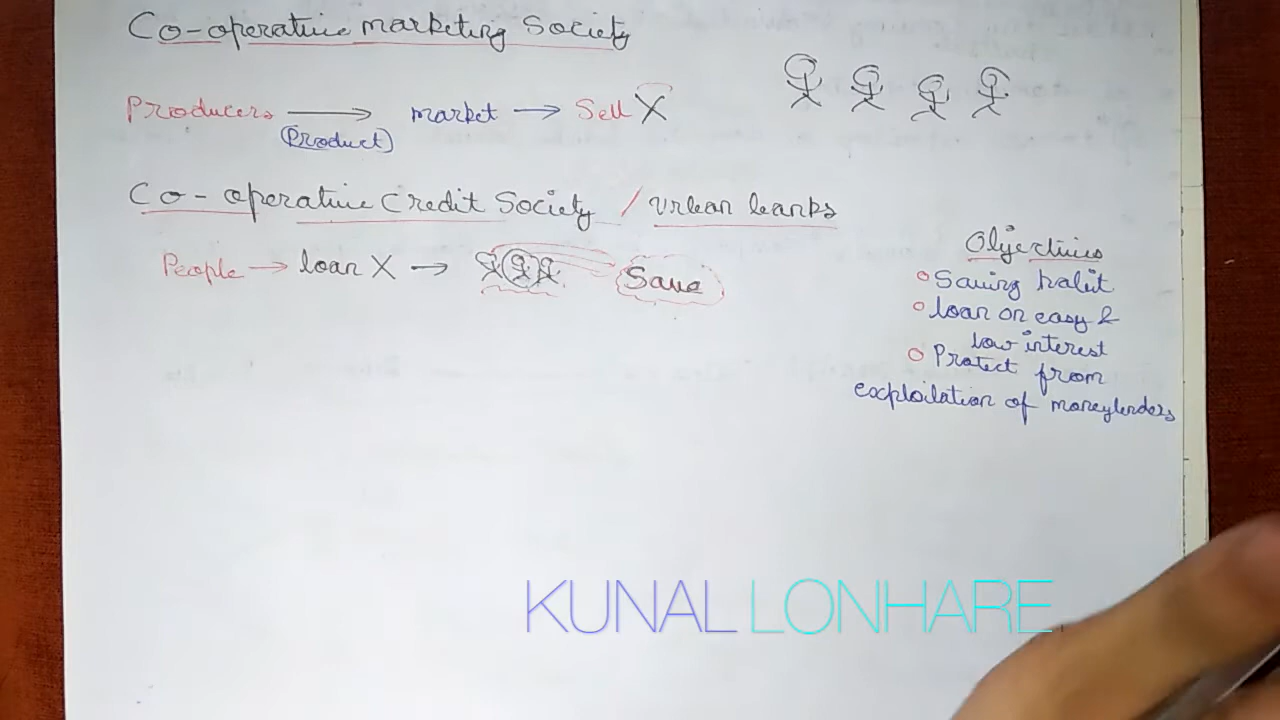 Co-operative marketing Society
Producers → market → Sell X
(Product)
Co-operative Credit Society / Urban banks
People → loan X → Save
Objectives
○ Saving habit
○ loan on easy &
low interest
○ Protect from
exploitation of moneylenders
KUNAL LONHARE